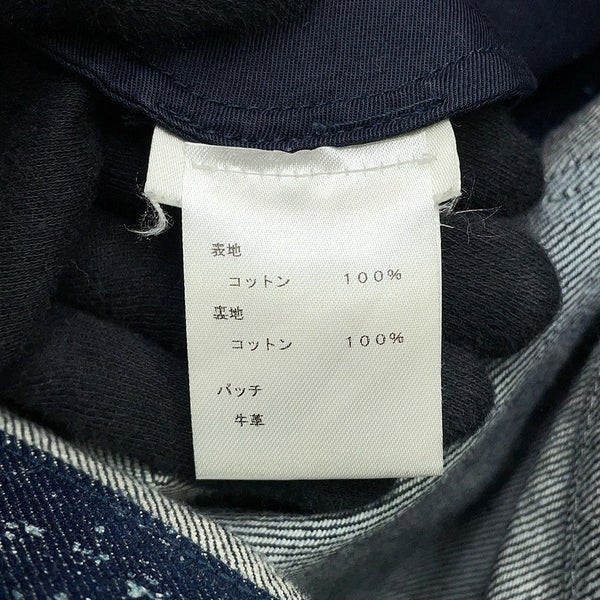 表地
コットン 100%
裏地
コットン 100%
パッチ
牛革